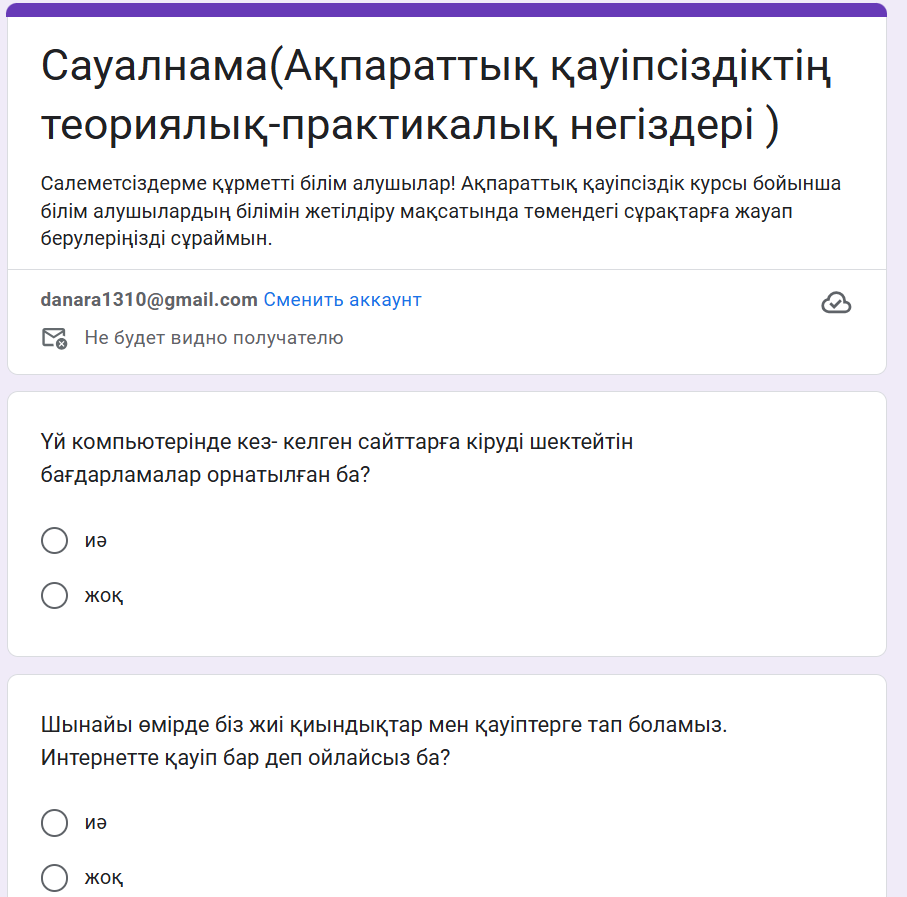 Сауалнама(Ақпараттық қауіпсіздіктің
теориялық-практикалық негіздері )
Салеметсіздерме құрметті білім алушылар! Ақпараттық қауіпсіздік курсы бойынша
білім алушылардың білімін жетілдіру мақсатында төмендегі сұрақтарға жауап
берулеріңізді сұраймын.
danara1310@gmail.com Сменить аккаунт
Не будет видно получателю
Үй компьютерінде кез- келген сайттарға кіруді шектейтін
бағдарламалар орнатылған ба?
иә
жоқ
Шынайы өмірде біз жиі қиындықтар мен қауіптерге тап боламыз.
Интернетте қауіп бар деп ойлайсыз ба?
иә
жоқ